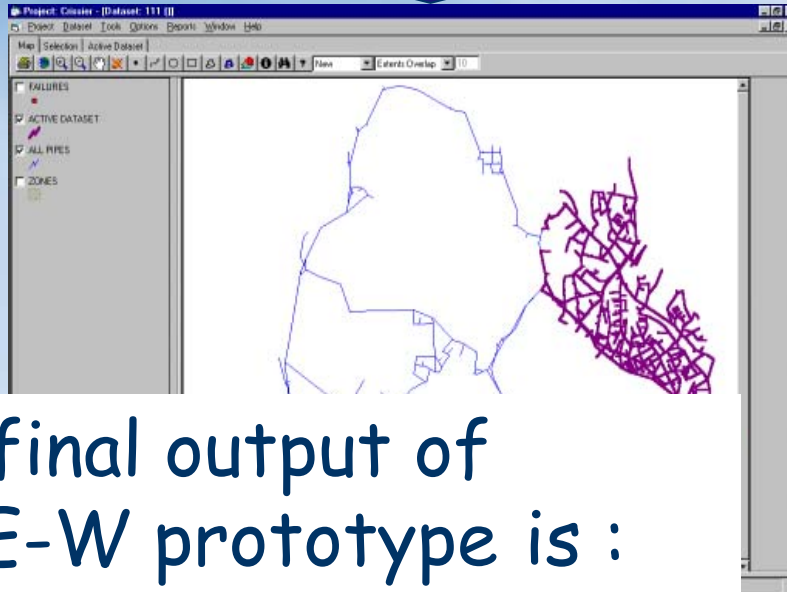 Project: Crissier - [Dataset: 111 []]
Project Dataset Tools Options Reports Window Help
Map Selection Active Dataset
New Extents Overlap 10
FAILURES
ACTIVE DATASET
ALL PIPES
ZONES
final output of
E-W prototype is :